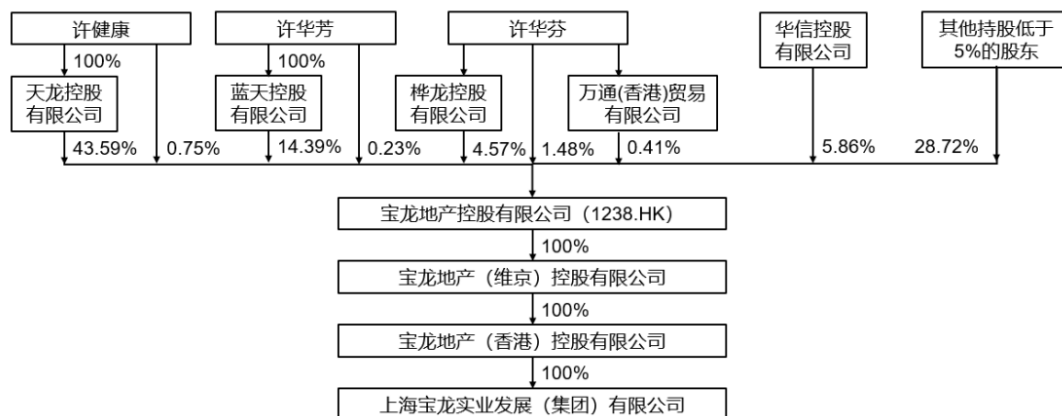 许健康
许华芳
许华芬
华信控股
有限公司
其他持股低于
5%的股东
100%
100%
天龙控股
有限公司
蓝天控股
有限公司
桦龙控股
有限公司
万通(香港)贸易
有限公司
43.59%
0.75%
14.39%
0.23%
4.57%
1.48%
0.41%
5.86%
28.72%
宝龙地产控股有限公司（1238.HK）
100%
宝龙地产（维京）控股有限公司
100%
宝龙地产（香港）控股有限公司
100%
上海宝龙实业发展（集团）有限公司